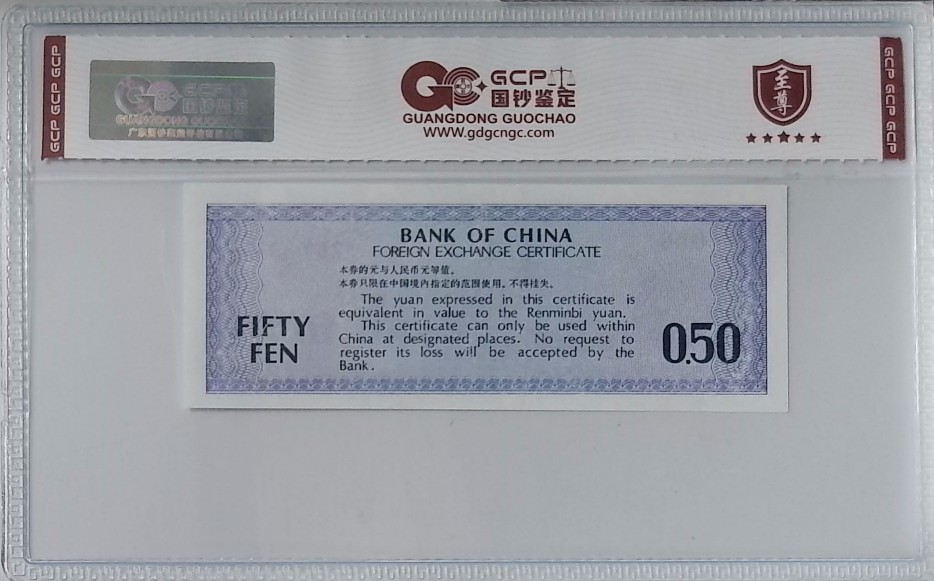 GCP GCP GCP
GCP
国钞鉴定
GUANGDONG GUOCHAO
www.gdgcngc.com
至尊
GCP GCP GCP
BANK OF CHINA
FOREIGN EXCHANGE CERTIFICATE
本券的元与人民币元等值。
本券只限在中国境内指定的范围使用。不得挂失。
The yuan expressed in this certificate is
equivalent in value to the Renminbi yuan.
This certificate can only be used within
China at designated places. No request to
register its loss will be accepted by the
Bank.
FIFTY
FEN
0.50